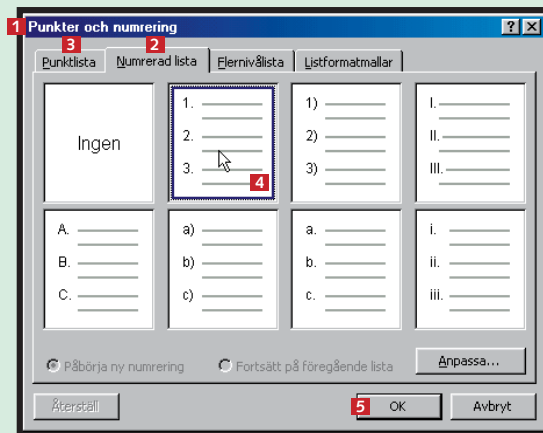 1 Punkter och numrering ? X
3 2
Punktlista Numrerad lista Flernivålista Listformatmallar
Ingen
1.
2.
3.
4
1)
2)
3)
I.
II.
III.
A.
B.
C.
a)
b)
c)
a.
b.
c.
i.
ii.
iii.
Påbörja ny numrering Fortsätt på föregående lista Anpassa...
Återställ 5 OK Avbryt